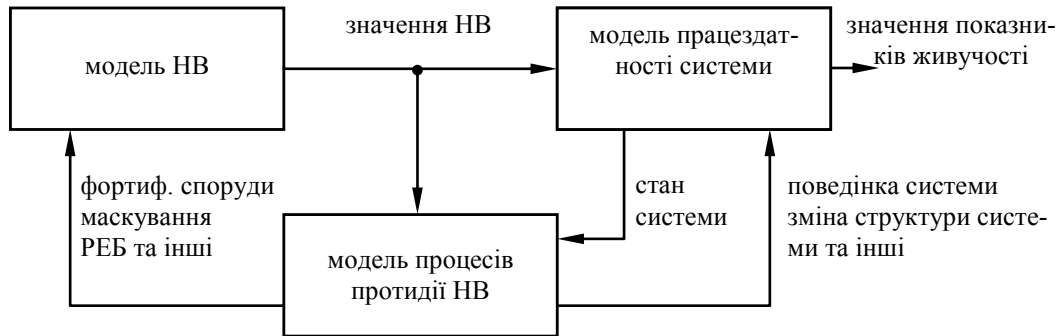 модель НВ
значення НВ
модель працездат-
ності системи
значення показни-
ків живучості
фортиф. споруди
маскування
РЕБ та інші
стан
системи
поведінка системи
зміна структури систе-
ми та інші
модель процесів
протидії НВ